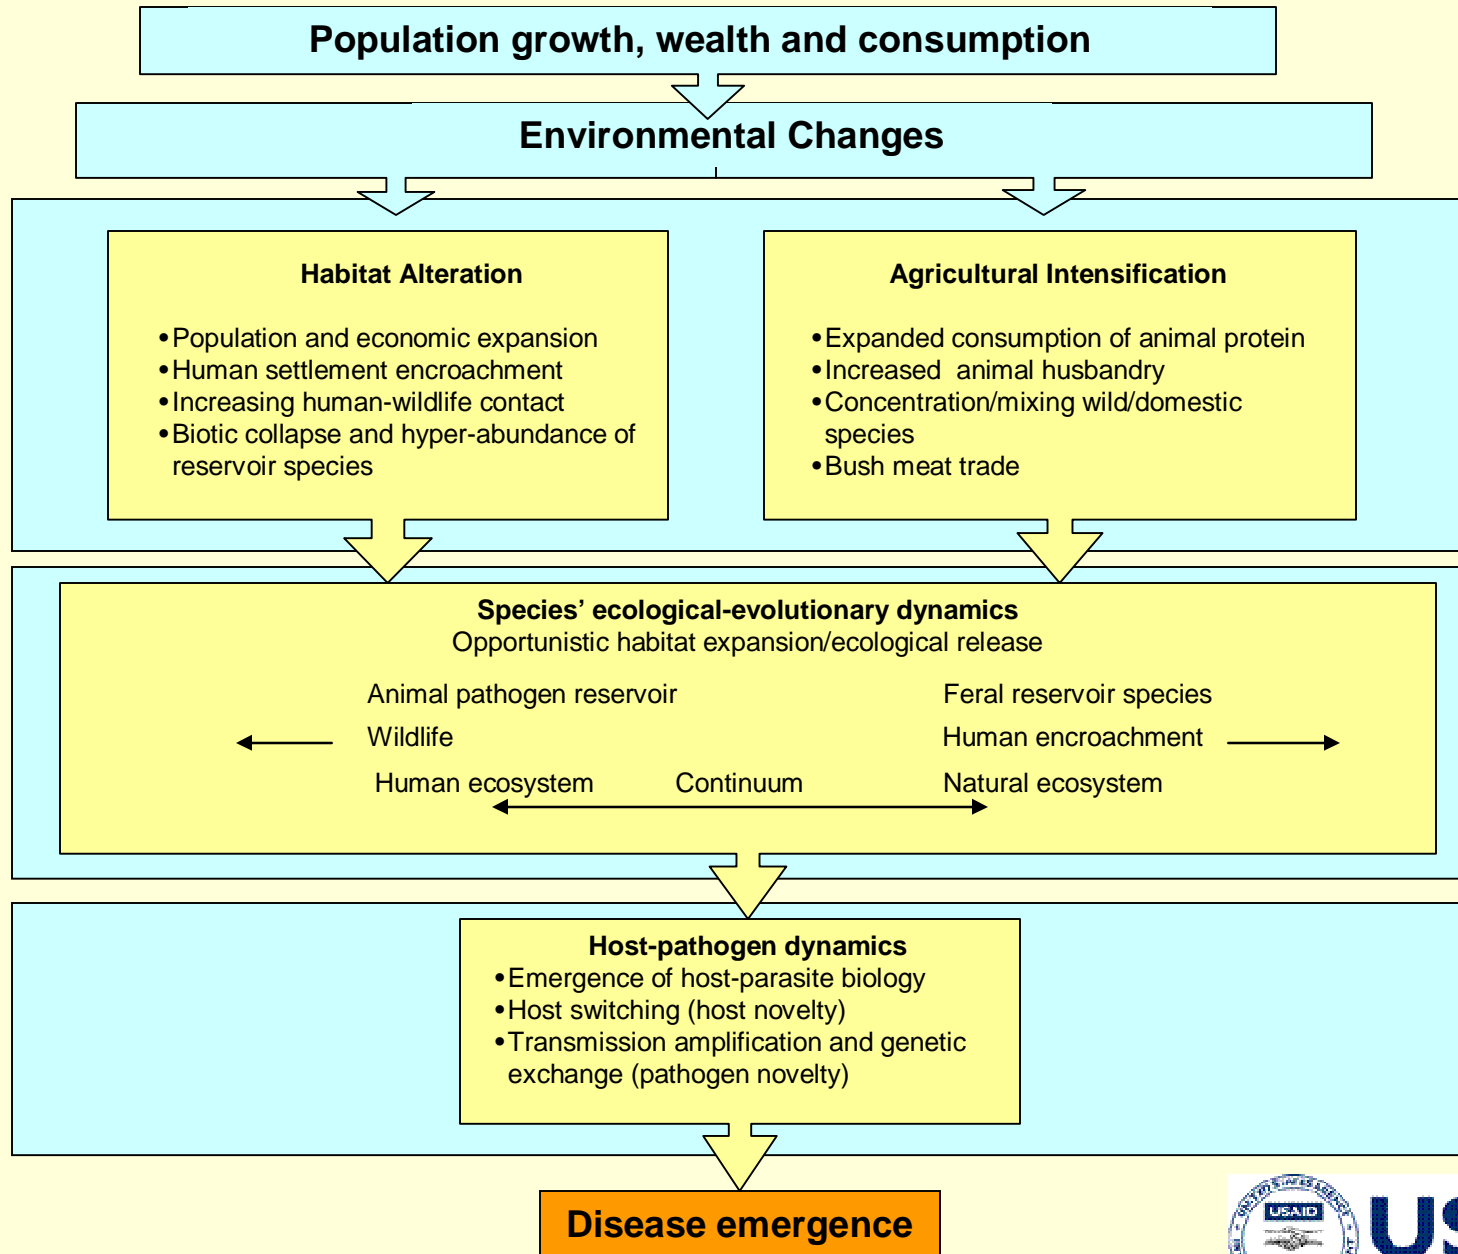 Population growth, wealth and consumption
Environmental Changes
Habitat Alteration
•Population and economic expansion
•Human settlement encroachment
•Increasing human-wildlife contact
•Biotic collapse and hyper-abundance of
reservoir species
Agricultural Intensification
•Expanded consumption of animal protein
•Increased  animal husbandry
•Concentration/mixing wild/domestic
species
•Bush meat trade
Species’ ecological-evolutionary dynamics
Opportunistic habitat expansion/ecological release
Animal pathogen reservoir
Feral reservoir species
Wildlife
Human encroachment
Human ecosystem
Continuum
Natural ecosystem
Host-pathogen dynamics
•Emergence of host-parasite biology
•Host switching (host novelty)
•Transmission amplification and genetic
exchange (pathogen novelty)
Disease emergence
USAID
US